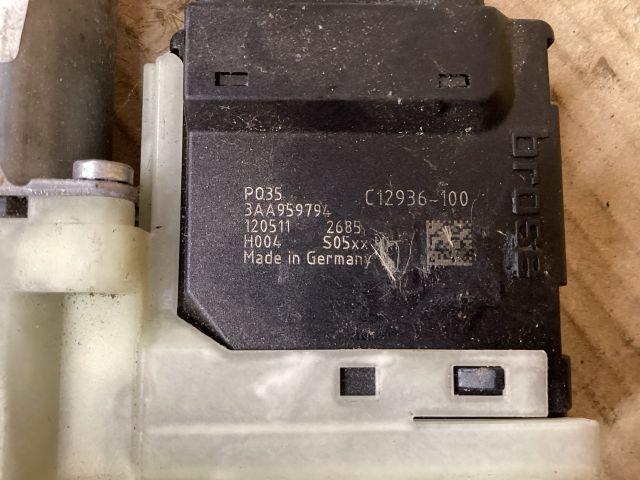 PQ35 C12936-100
3AA959794
120511 2685
H004 S05xx
Made in Germany
brose